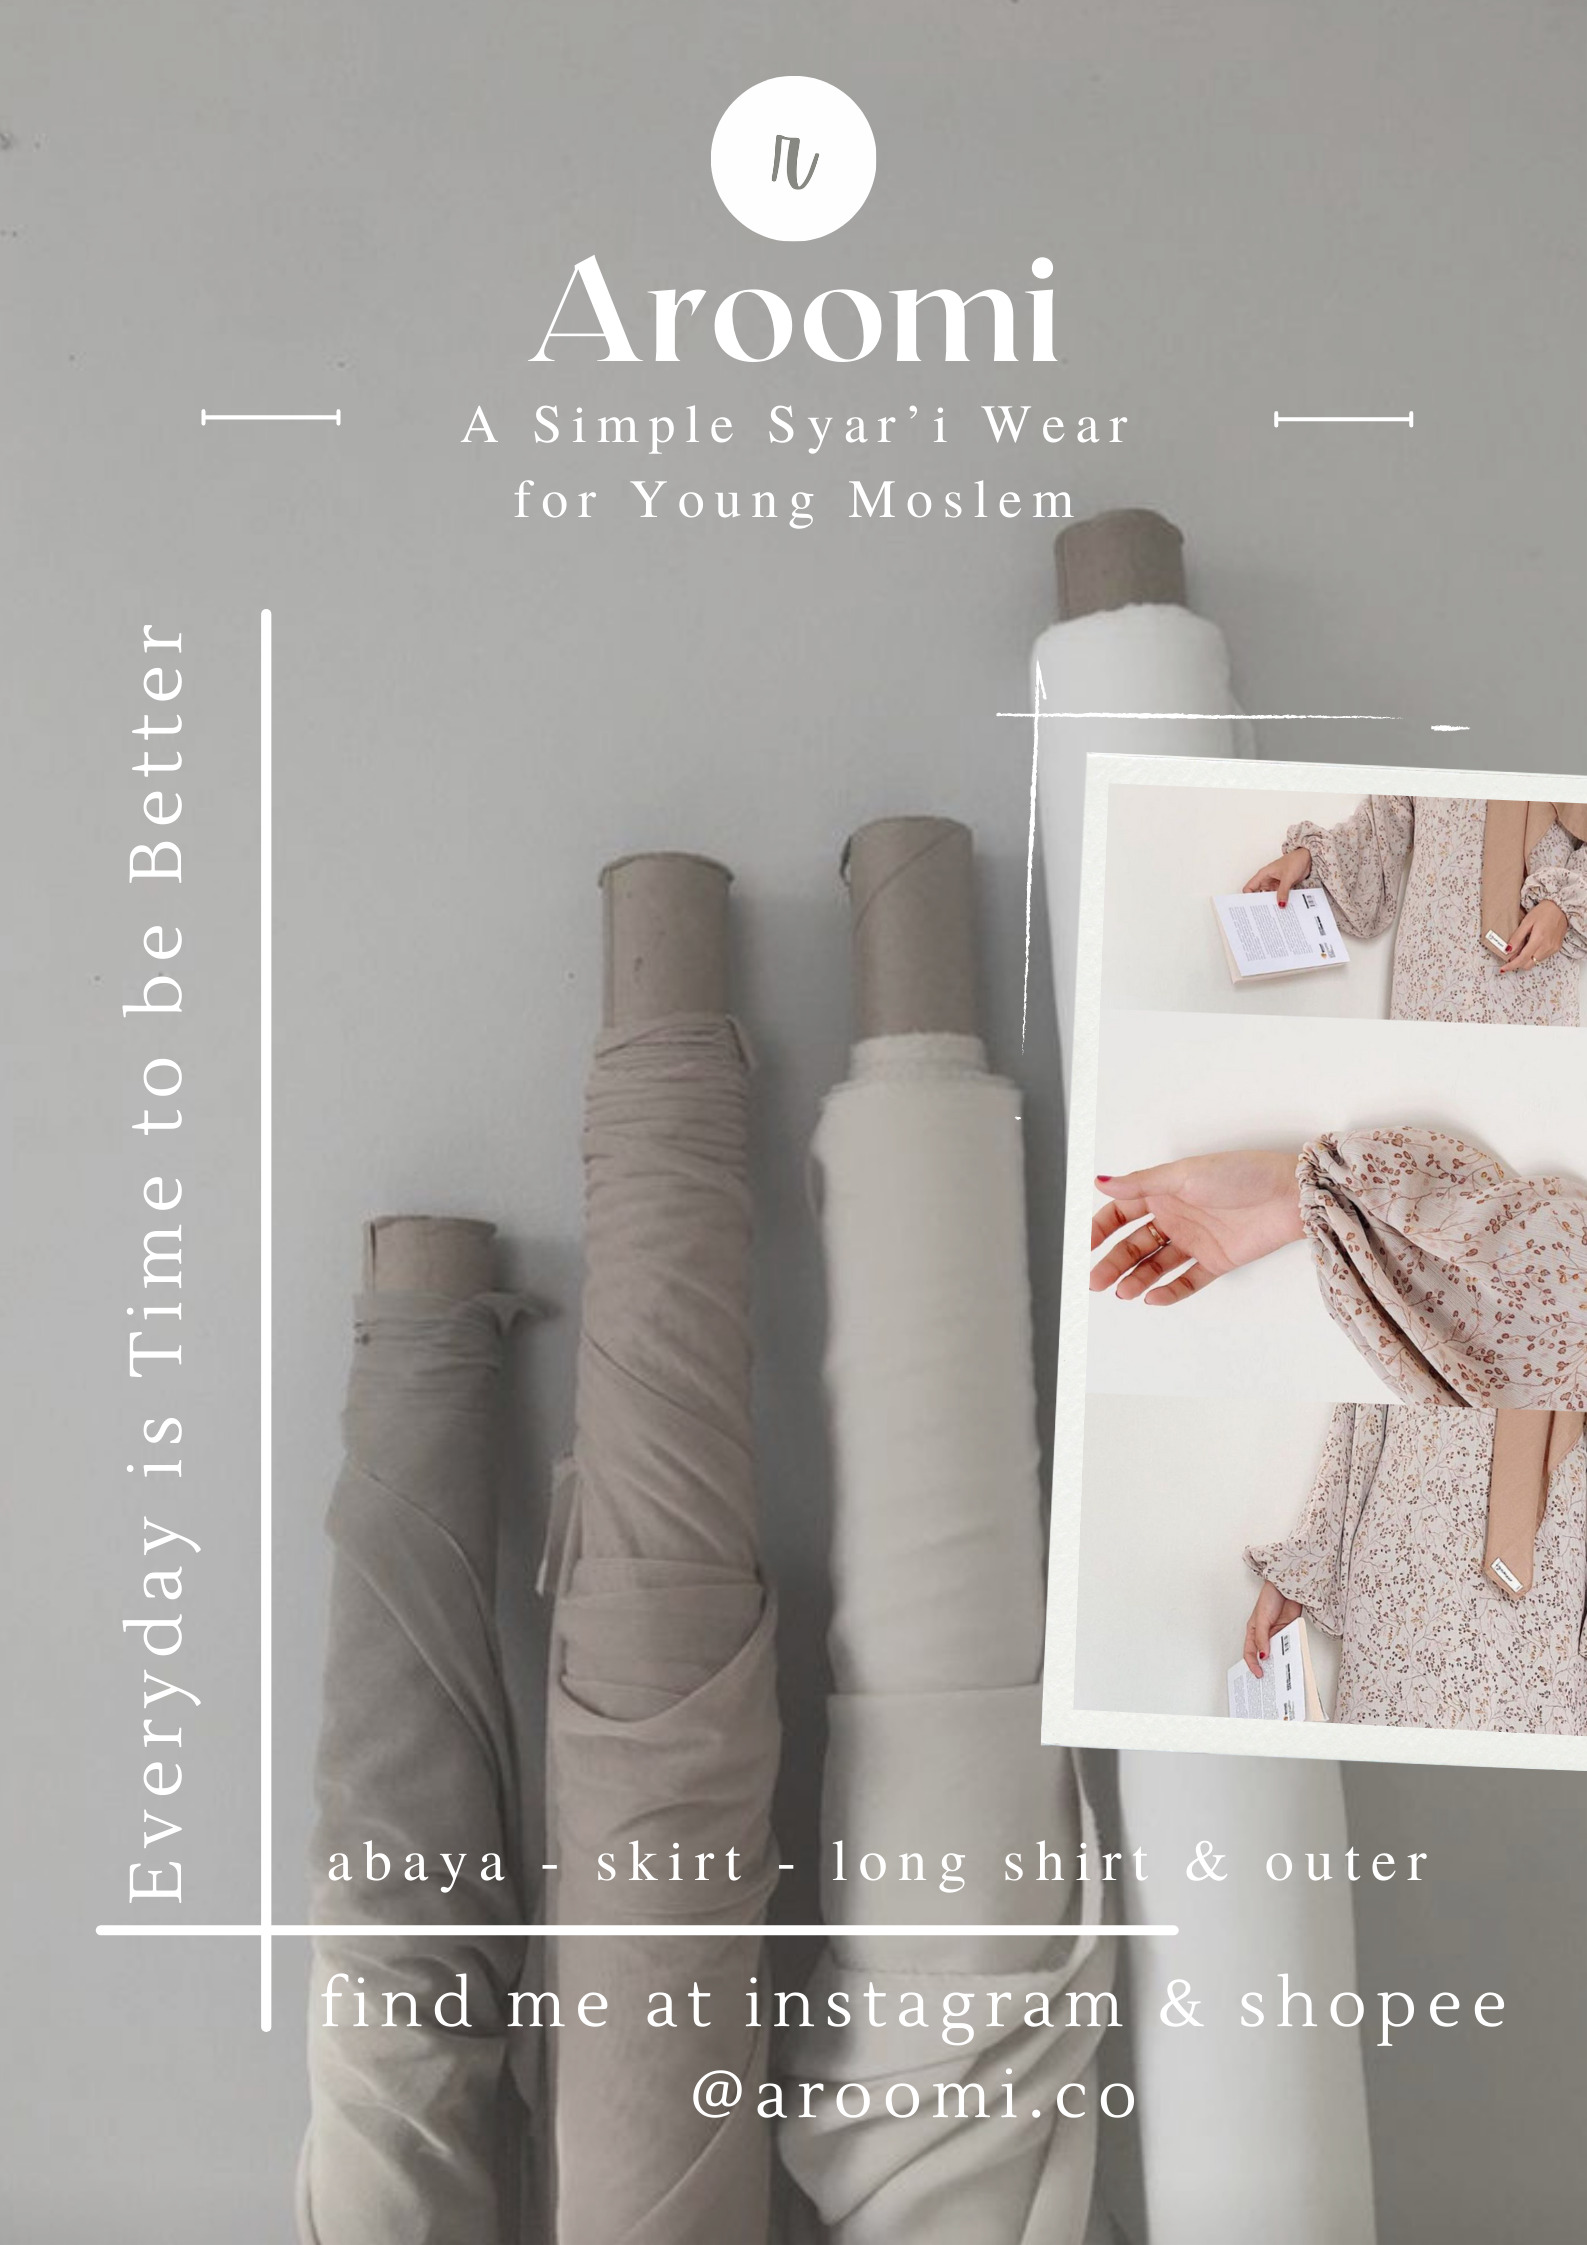 r
Aroomi
A Simple Syar’i Wear
for Young Moslem
Everyday is Time to be Better
abaya - skirt - long shirt & outer
find me at instagram & shopee
@aroomi.co